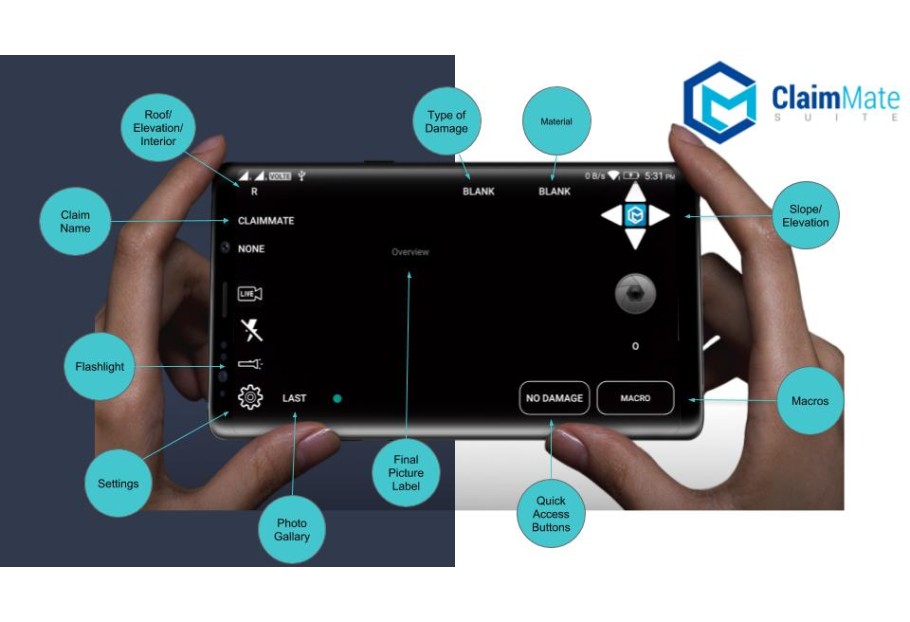 ClaimMate
SUITE
Roof/
Elevation/
Interior
Type of
Damage
Material
VOLTE
0 B/s
5:31 PM
R
BLANK
BLANK
Claim
Name
CLAIMMATE
Slope/
Elevation
NONE
Overview
LIVE
0
Flashlight
LAST
NO DAMAGE
MACRO
Macros
Settings
Final
Picture
Label
Photo
Gallary
Quick
Access
Buttons